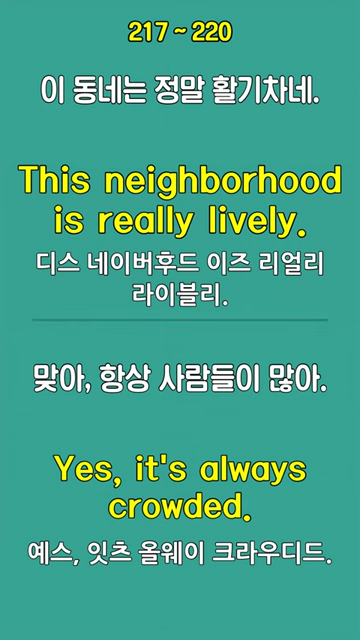 217 ~ 220
이 동네는 정말 활기차네.
This neighborhood
is really lively.
디스 네이버후드 이즈 리얼리
라이블리.
맞아, 항상 사람들이 많아.
Yes, it's always
crowded.
예스, 잇츠 올웨이 크라우디드.